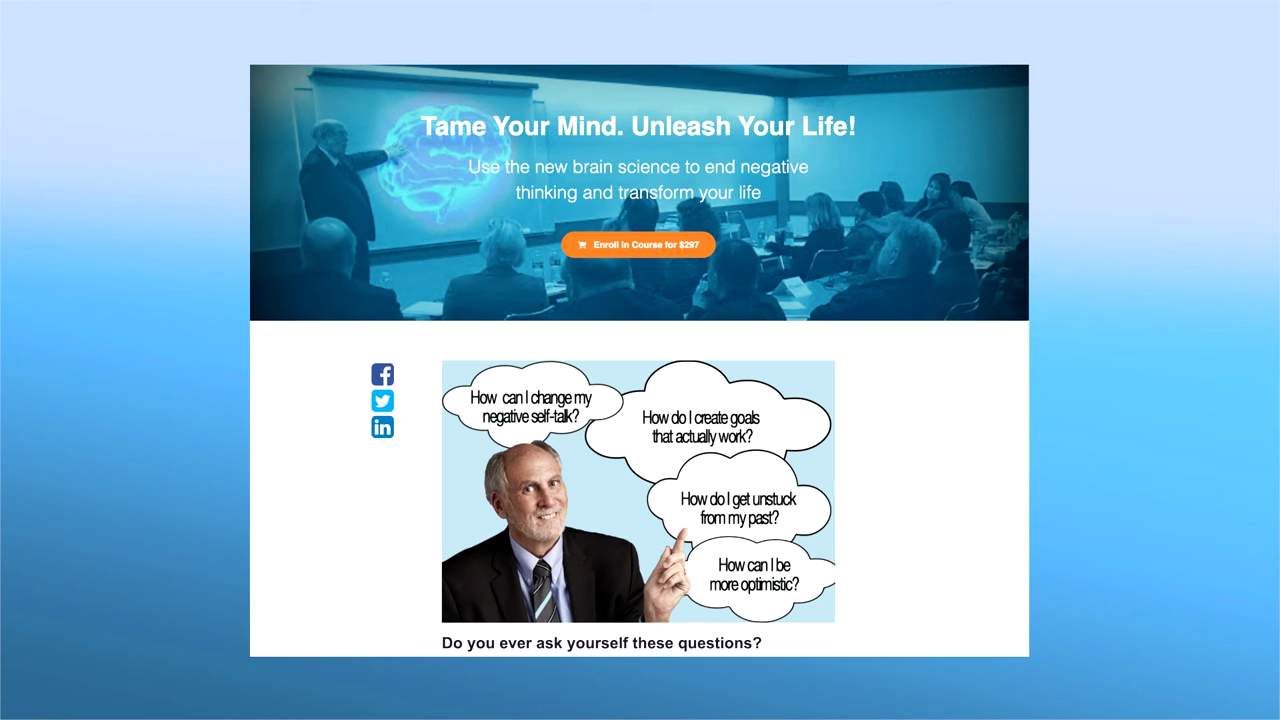 Tame Your Mind. Unleash Your Life!
Use the new brain science to end negative
thinking and transform your life
Enroll in Course for $297
How can I change my
negative self-talk?
How do I create goals
that actually work?
How do I get unstuck
from my past?
How can I be
more optimistic?
Do you ever ask yourself these questions?